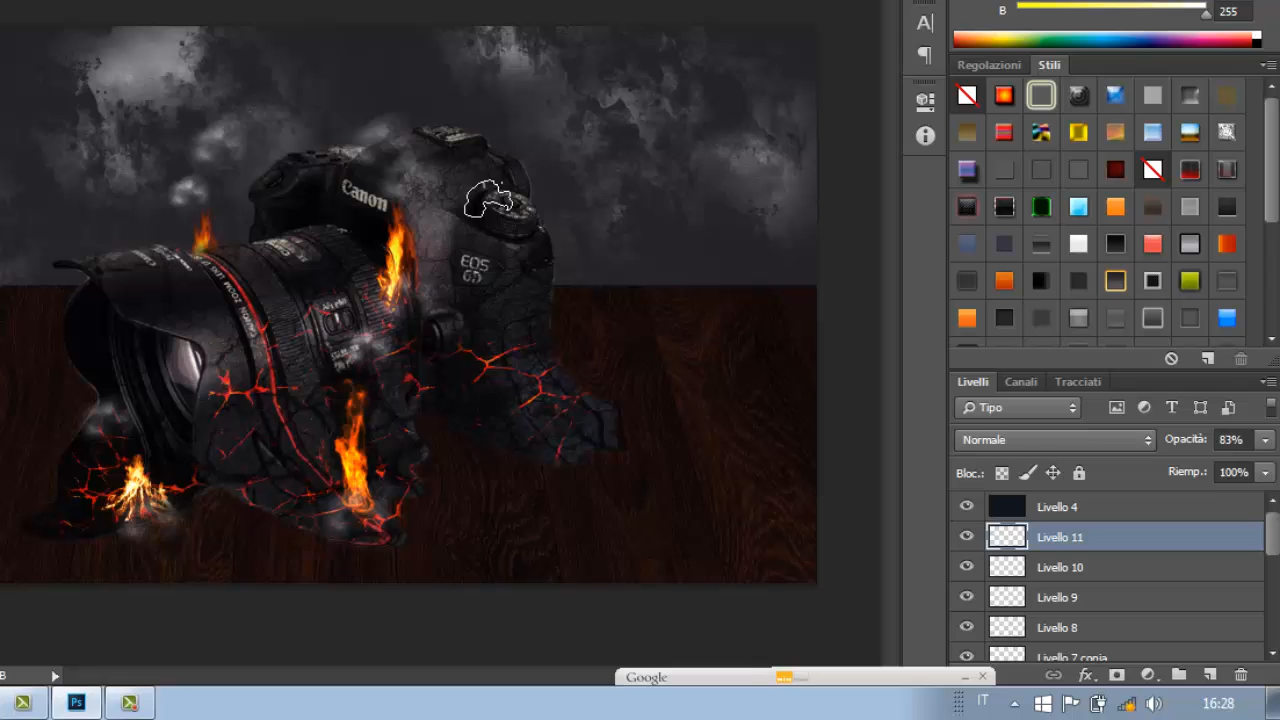 B 255
Regolazioni Stili
Canon
EOS
6D
Livelli Canali Tracciati
Tipo
Normale Opacità: 83%
Bloc.: Riemp.: 100%
Livello 4
Livello 11
Livello 10
Livello 9
Livello 8
Livello 7 copia
B
Google
Ps IT 16:28